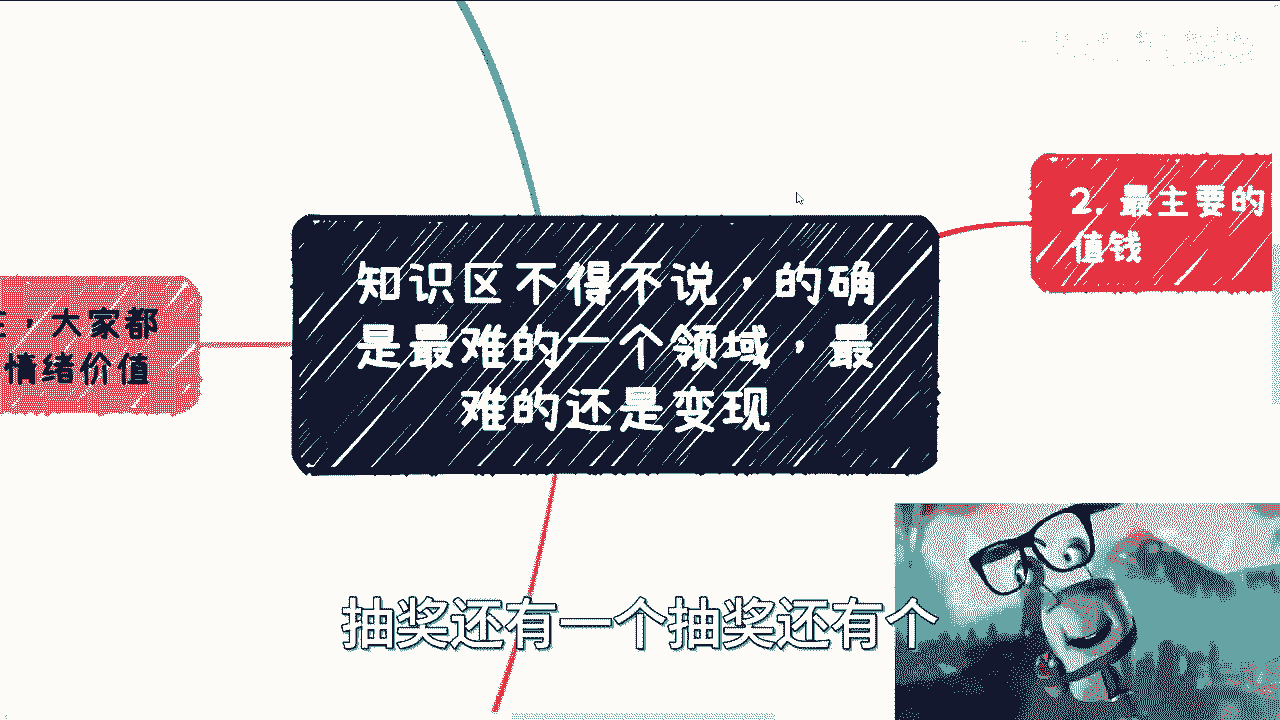 知识区不得不说，的确
是最难的一个领域，最
难的还是变现
2. 最主要的
值钱
，大家都
情绪价值
抽奖还有一个抽奖还有个